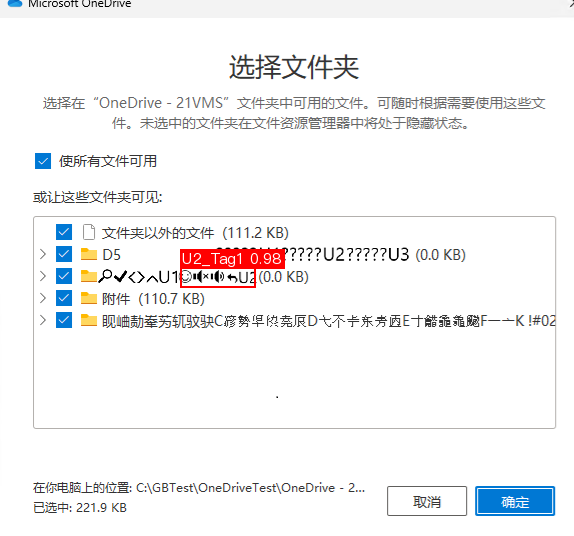 Microsoft OneDrive
选择文件夹
选择在“OneDrive - 21VMS”文件夹中可用的文件。可随时根据需要使用这些文
件。未选中的文件夹在文件资源管理器中将处于隐藏状态。
使所有文件可用
或让这些文件夹可见:
文件夹以外的文件 (111.2 KB)
D5 ?????U2?????U3 (0.0 KB)
U2_Tag1 0.98
U1 U2 (0.0 KB)
附件 (110.7 KB)
K !#02
在你电脑上的位置: C:\GBTest\OneDriveTest\OneDrive - 2...
已选中: 221.9 KB
取消
确定